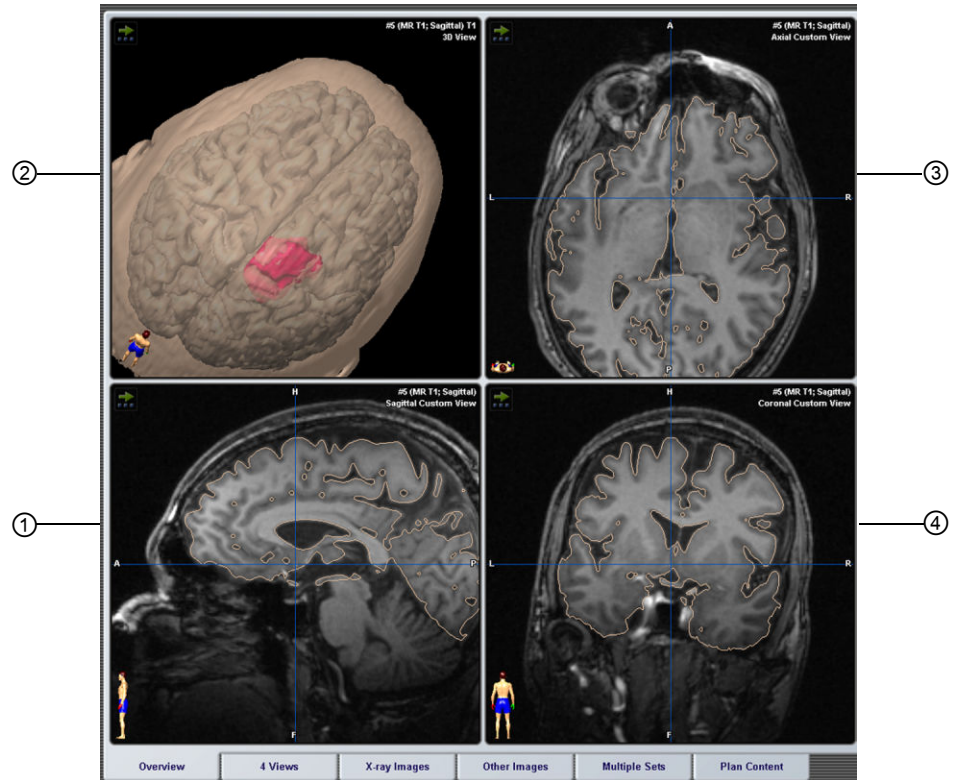 #5 (MR T1; Sagittal) T1
3D View
#5 (MR T1; Sagittal)
Axial Custom View
A
L
R
P
②
③
#5 (MR T1; Sagittal)
Sagittal Custom View
H
A
P
F
#5 (MR T1; Sagittal)
Coronal Custom View
H
L
R
F
①
④
Overview
4 Views
X-ray Images
Other Images
Multiple Sets
Plan Content